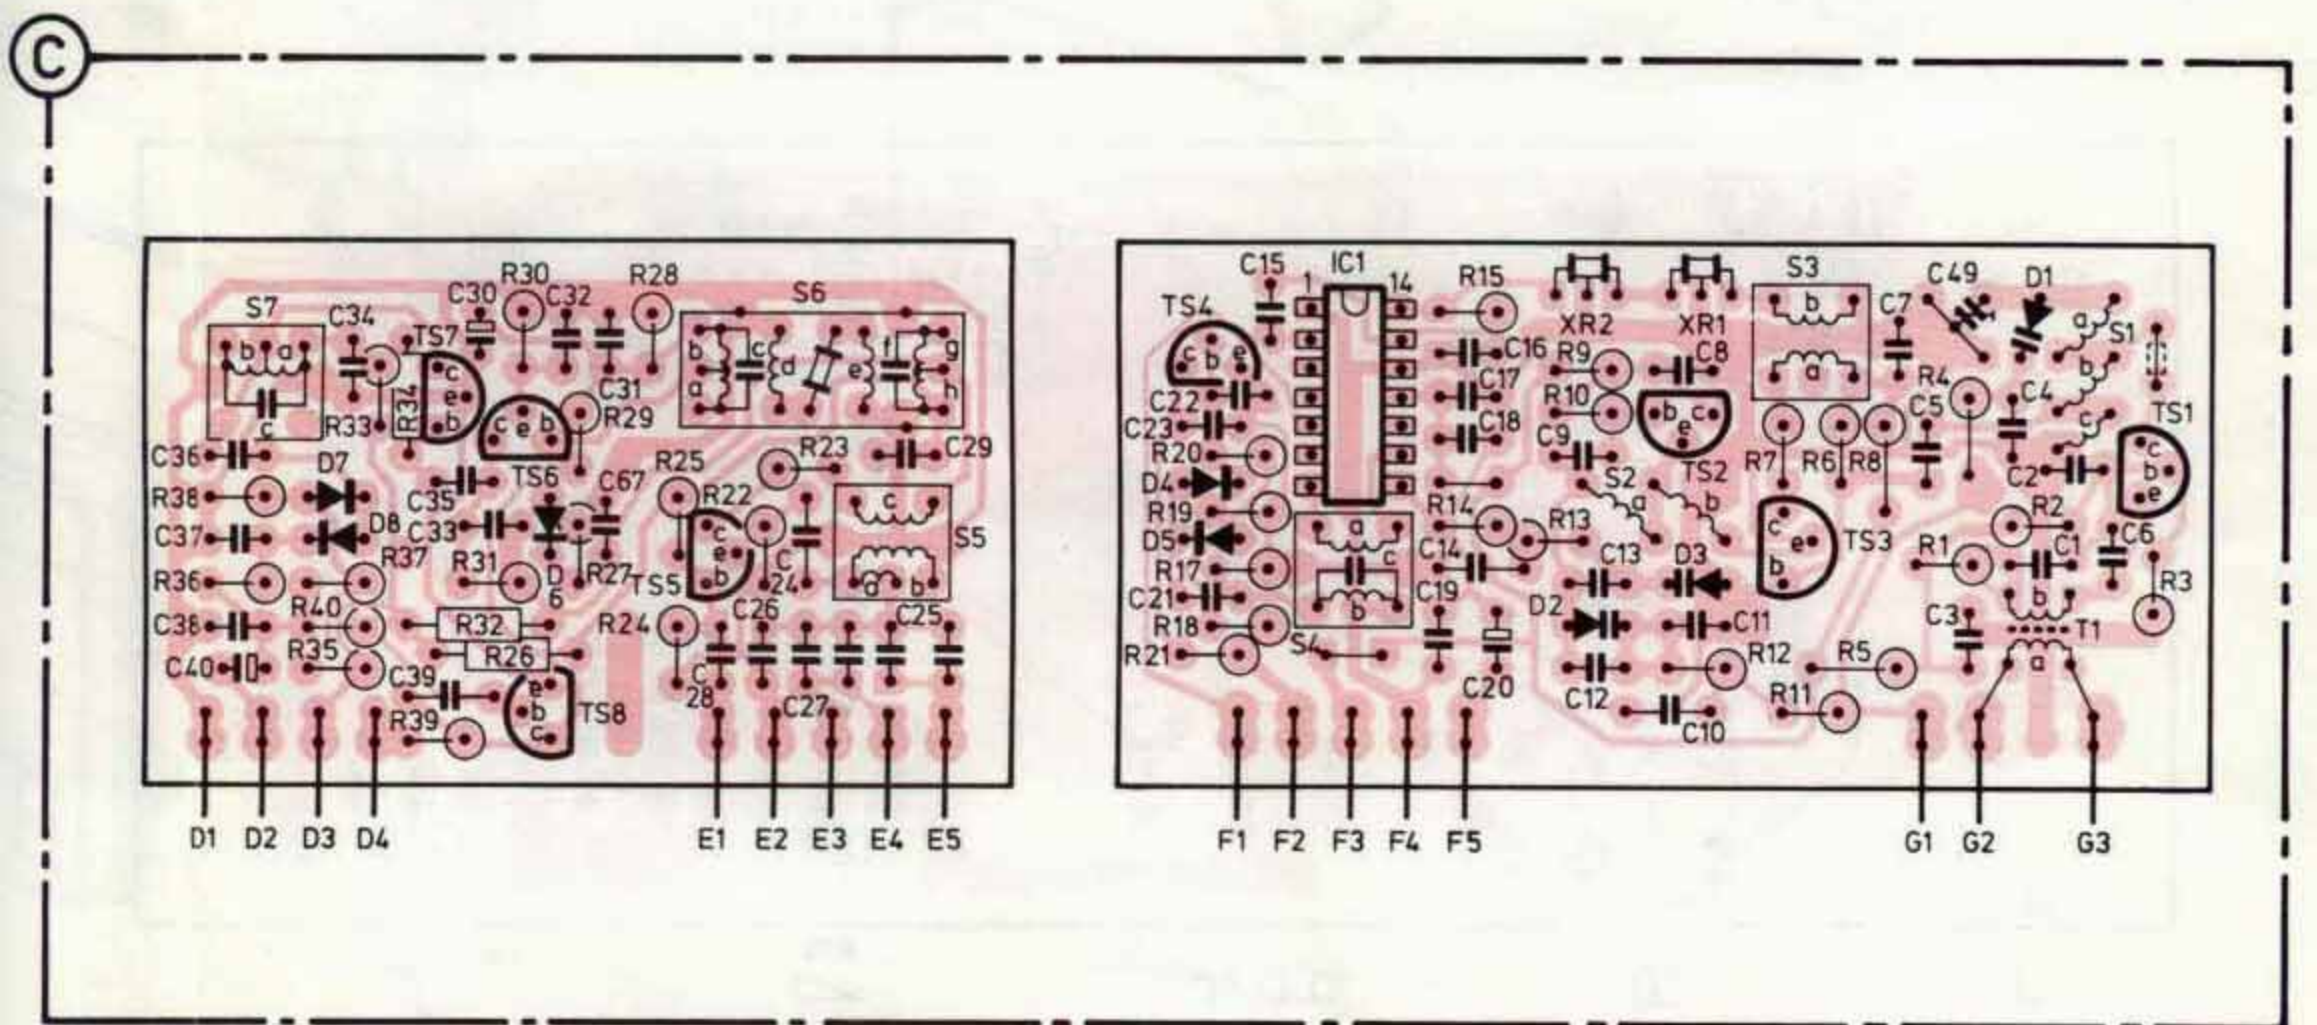 C
S7 C34 TS7 C30 R30 C32 R28 S6
b a c
R33 R34 c e b C31 R29 c e b
b a c d e f g h
C36 D7 C35 TS6 C67 R25 R22 R23 C29
R38 C37 D8 R37 C33 R31 D6 R27 TS5 c e b C24 c a b S5
R36 R40 R32 R24 C26 C25
C38 R35 R26 C28
C40 C39 e b c TS8 C27
R39
D1 D2 D3 D4 E1 E2 E3 E4 E5
C15 IC1 1 14 R15 XR2 XR1 S3 C7 C49 D1
TS4 c b e b a a b c S1
C16 R9 C8 R4 C4
C22 C17 R10 b c e C5 TS1
C23 C18 C9 S2 TS2 R7 R6 R8 C2 c b e
R20 D4 a b
R19 R14 R13 c e b TS3 R2
D5 a c b C14 C13 D3 R1 C1 C6
R17 C19 D2 R3
C21 C11 C3 b T1
R18 S4 a
R21 C20 C12 R12 R5
R11
C10
F1 F2 F3 F4 F5 G1 G2 G3